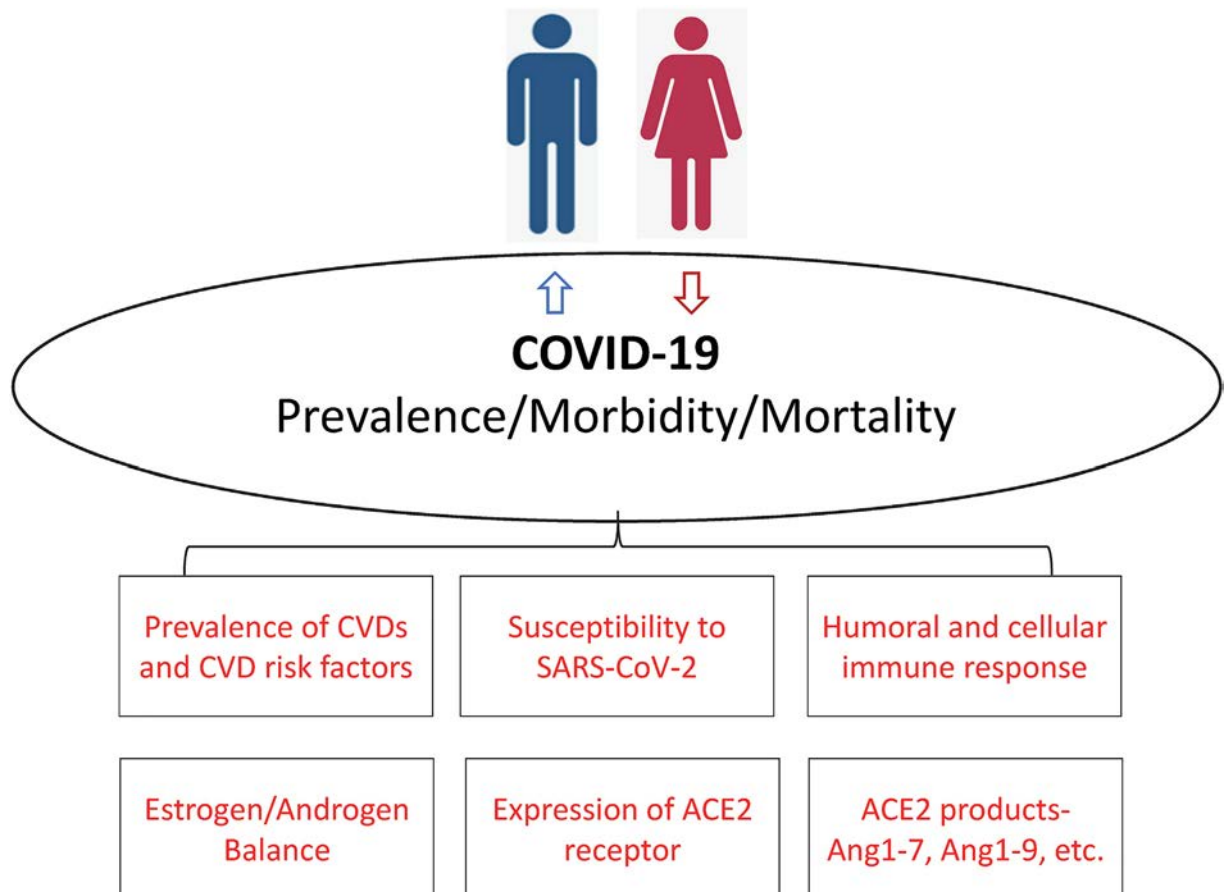 COVID-19
Prevalence/Morbidity/Mortality
Prevalence of CVDs
and CVD risk factors
Susceptibility to
SARS-CoV-2
Humoral and cellular
immune response
Estrogen/Androgen
Balance
Expression of ACE2
receptor
ACE2 products-
Ang1-7, Ang1-9, etc.